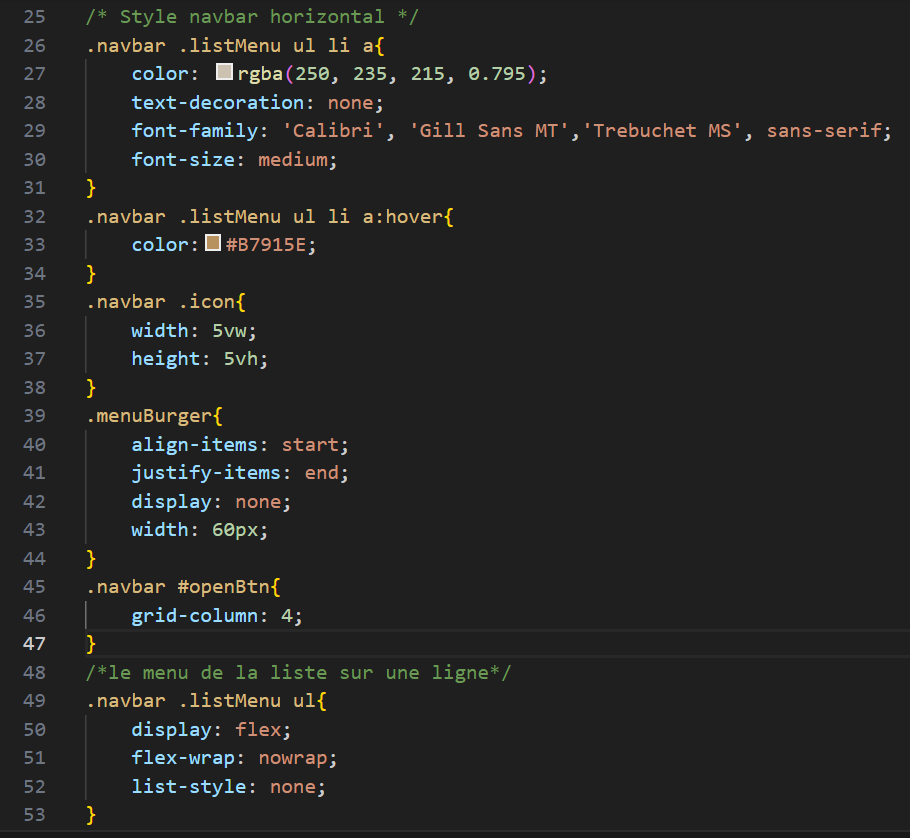 25 /* Style navbar horizontal */
26 .navbar .listMenu ul li a{
27     color: rgba(250, 235, 215, 0.795);
28     text-decoration: none;
29     font-family: 'Calibri', 'Gill Sans MT','Trebuchet MS', sans-serif;
30     font-size: medium;
31 }
32 .navbar .listMenu ul li a:hover{
33     color:#B7915E;
34 }
35 .navbar .icon{
36     width: 5vw;
37     height: 5vh;
38 }
39 .menuBurger{
40     align-items: start;
41     justify-items: end;
42     display: none;
43     width: 60px;
44 }
45 .navbar #openBtn{
46     grid-column: 4;
47 }
48 /*le menu de la liste sur une ligne*/
49 .navbar .listMenu ul{
50     display: flex;
51     flex-wrap: nowrap;
52     list-style: none;
53 }